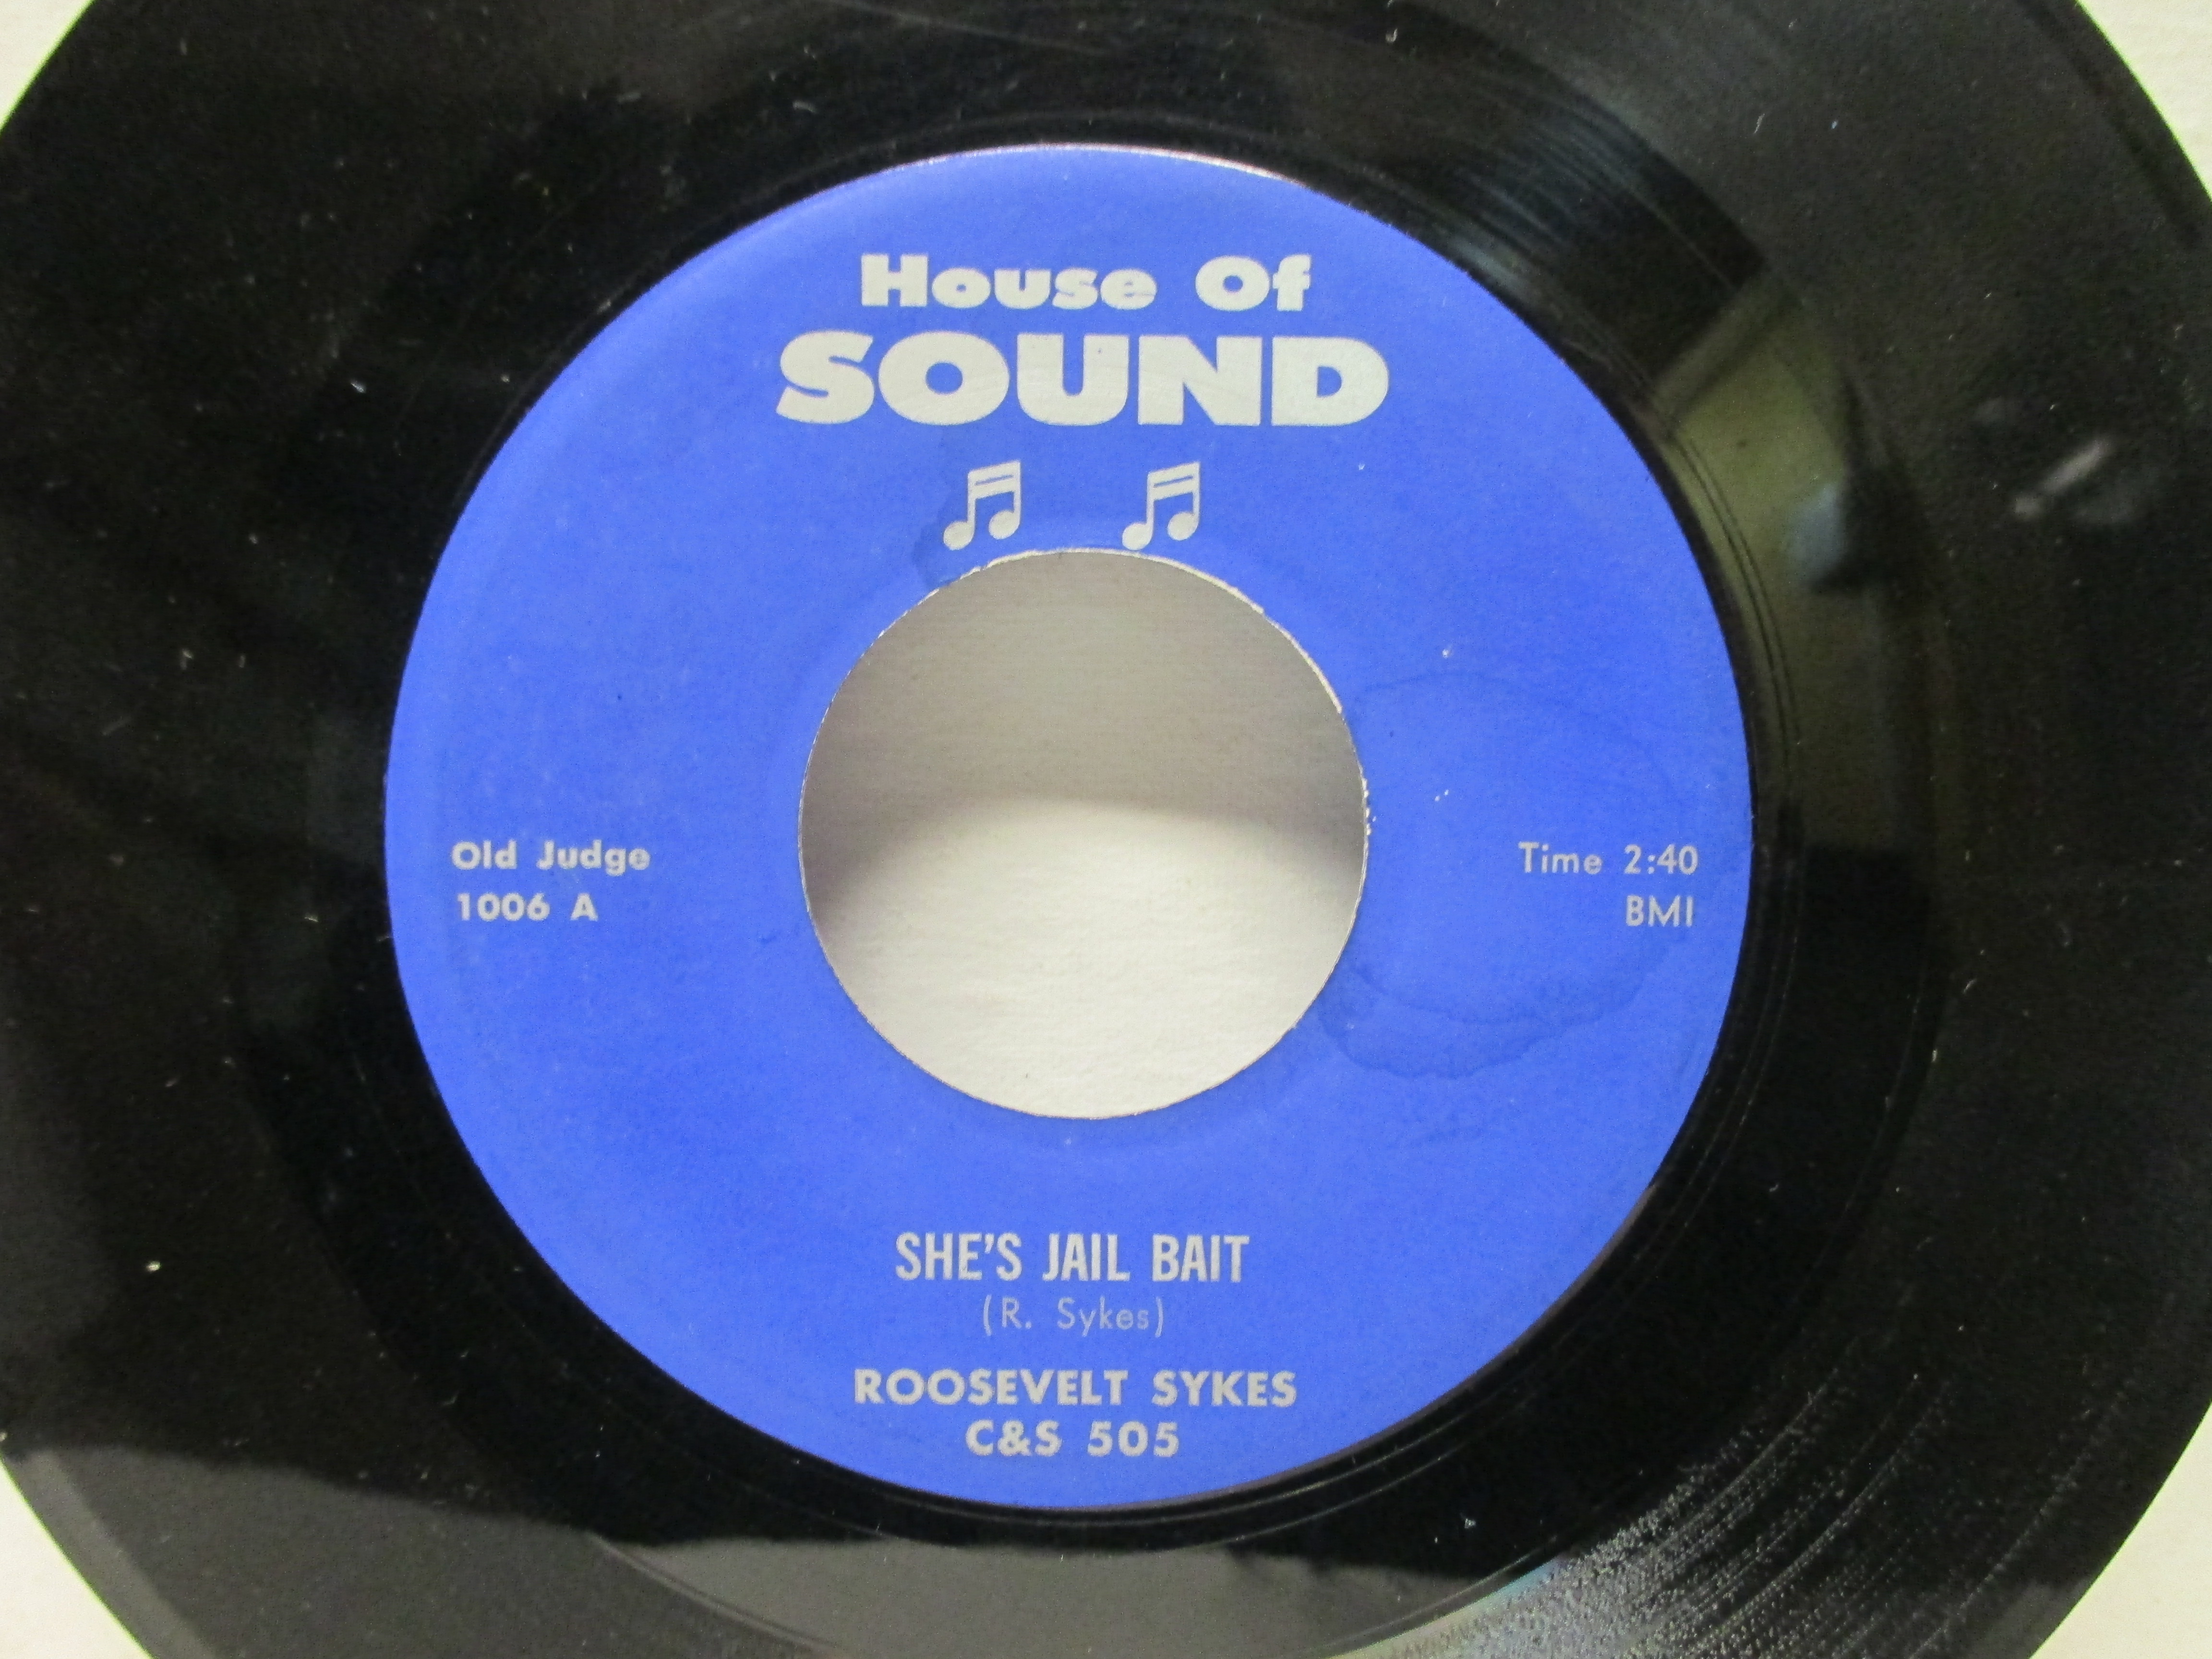 House Of
SOUND
Old Judge
1006 A
Time 2:40
BMI
SHE'S JAIL BAIT
(R. Sykes)
ROOSEVELT SYKES
C&S 505